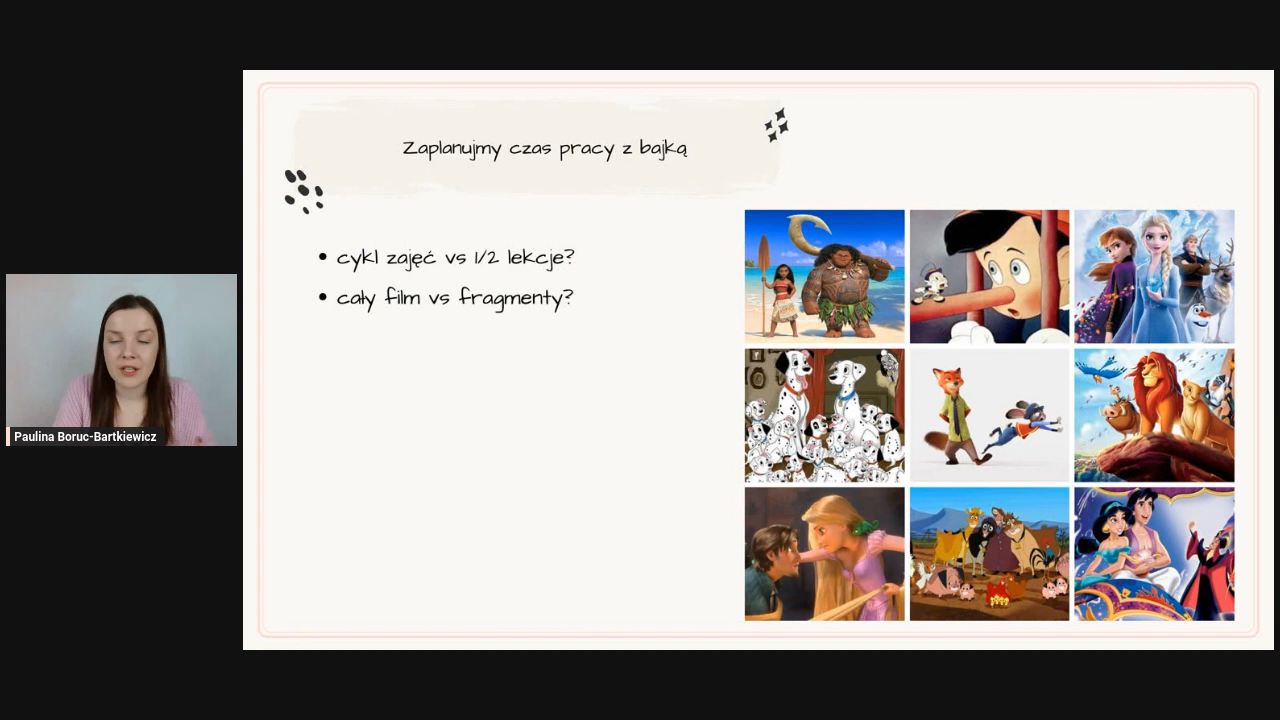 Zaplanujmy czas pracy z bajką
cykl zajęć vs 1/2 lekcje?
cały film vs fragmenty?
Paulina Boruc-Bartkiewicz